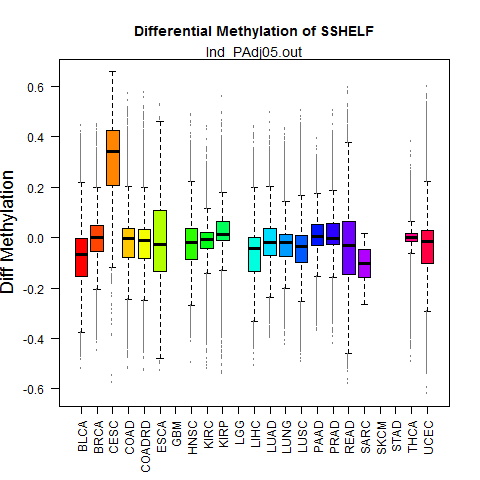 Differential Methylation of SSHELF
Ind_PAdj05.out
Diff Methylation
0.6
0.4
0.2
0.0
-0.2
-0.4
-0.6
BLCA
BRCA
CESC
COAD
COADRD
ESCA
GBM
HNSC
KIRC
KIRP
LGG
LIHC
LUAD
LUNG
LUSC
PAAD
PRAD
READ
SARC
SKCM
STAD
THCA
UCEC